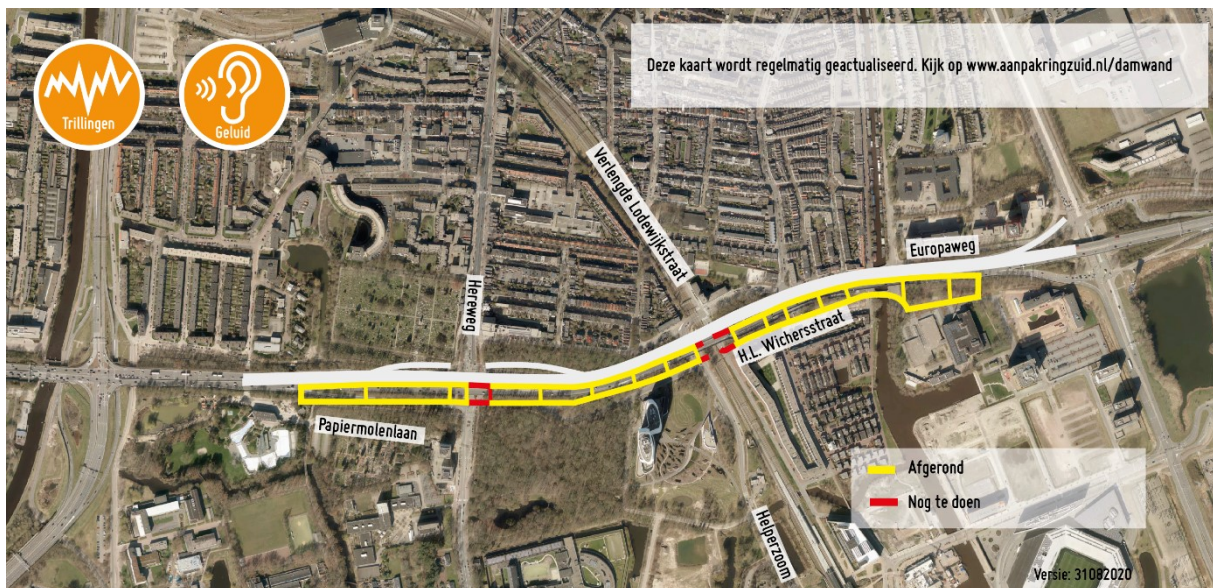 Trillingen
Geluid
Deze kaart wordt regelmatig geactualiseerd. Kijk op www.aanpakringzuid.nl/damwand
Verlengde Lodewijkstraat
Europaweg
Hereweg
H.L. Wichersstraat
Papiermolenlaan
Helperzoom
Afgerond
Nog te doen
Versie: 31082020